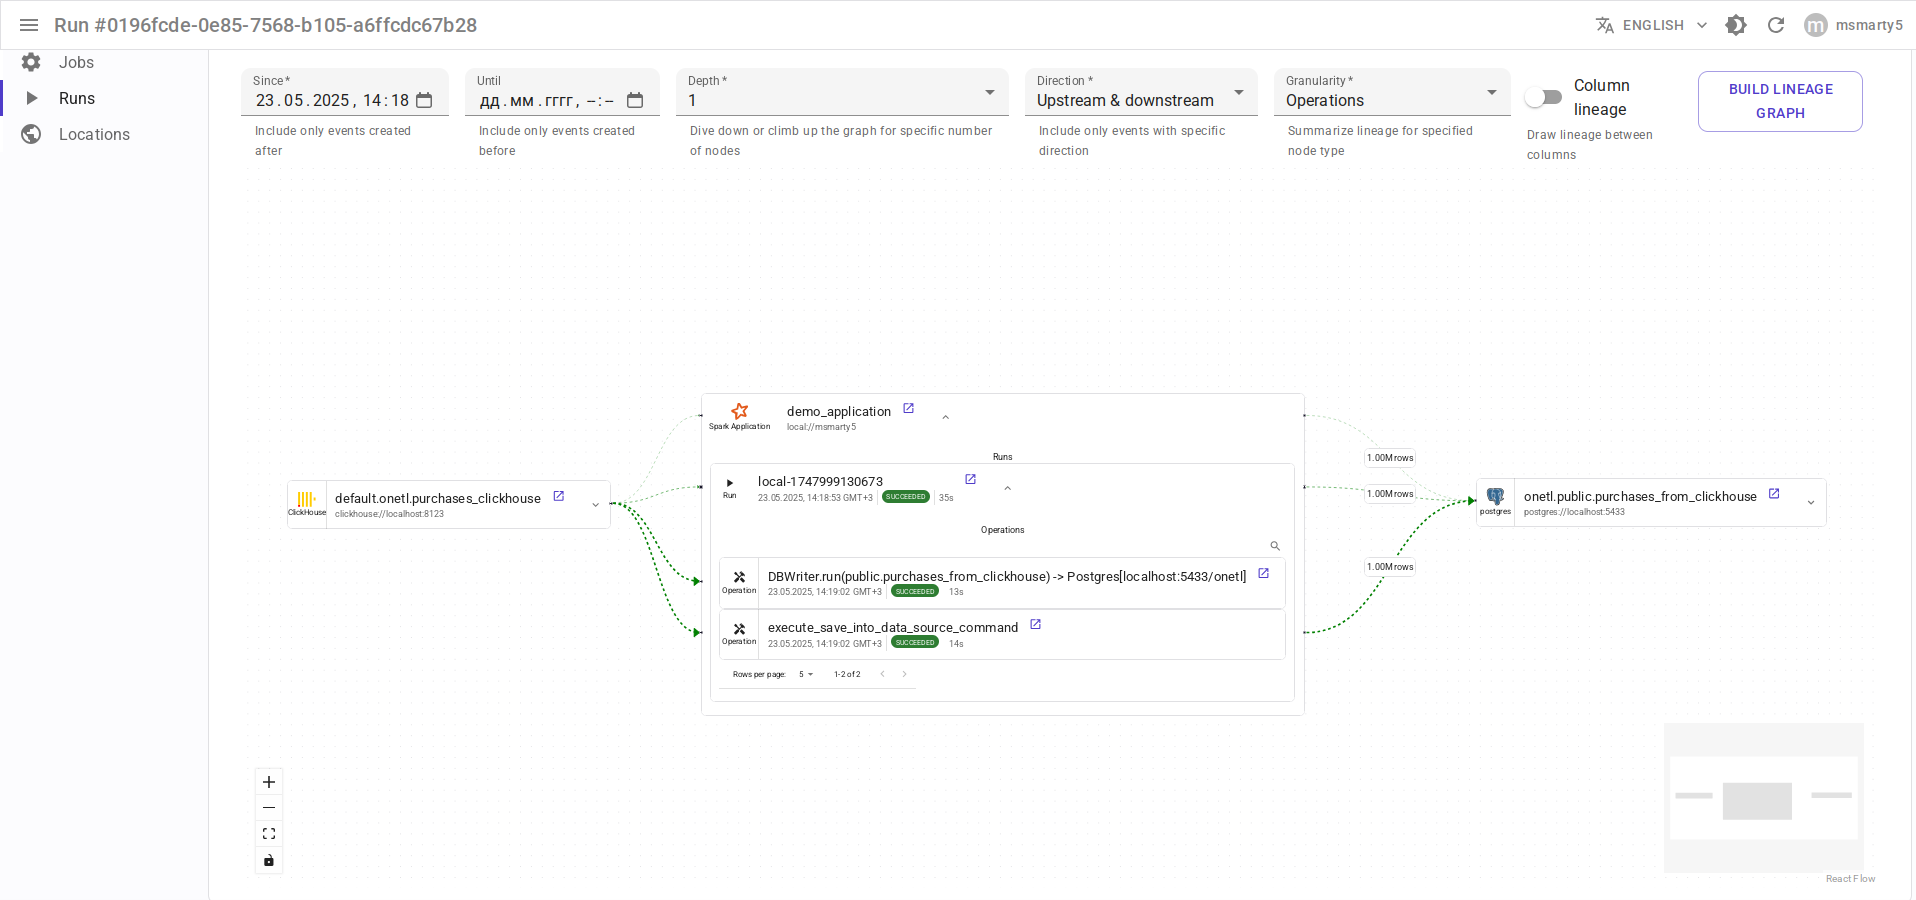 Run #0196fcde-0e85-7568-b105-a6ffcdc67b28
ENGLISH
m
msmarty5
Jobs
Runs
Locations
Since *
23.05.2025, 14:18
Include only events created
after
Until
дд.мм.гггг, --:--
Include only events created
before
Depth *
1
Dive down or climb up the graph for specific number
of nodes
Direction *
Upstream & downstream
Include only events with specific
direction
Granularity *
Operations
Summarize lineage for specified
node type
Column
lineage
Draw lineage between
columns
BUILD LINEAGE
GRAPH
ClickHouse
default.onetl.purchases_clickhouse
clickhouse://localhost:8123
Spark Application
demo_application
local://msmarty5
Runs
Run
local-1747999130673
23.05.2025, 14:18:53 GMT+3 SUCCEEDED 35s
Operations
Operation
DBWriter.run(public.purchases_from_clickhouse) -> Postgres[localhost:5433/onetl]
23.05.2025, 14:19:02 GMT+3 SUCCEEDED 13s
Operation
execute_save_into_data_source_command
23.05.2025, 14:19:02 GMT+3 SUCCEEDED 14s
Rows per page: 5 1-2 of 2
1.00M rows
1.00M rows
1.00M rows
postgres
onetl.public.purchases_from_clickhouse
postgres://localhost:5433
React Flow